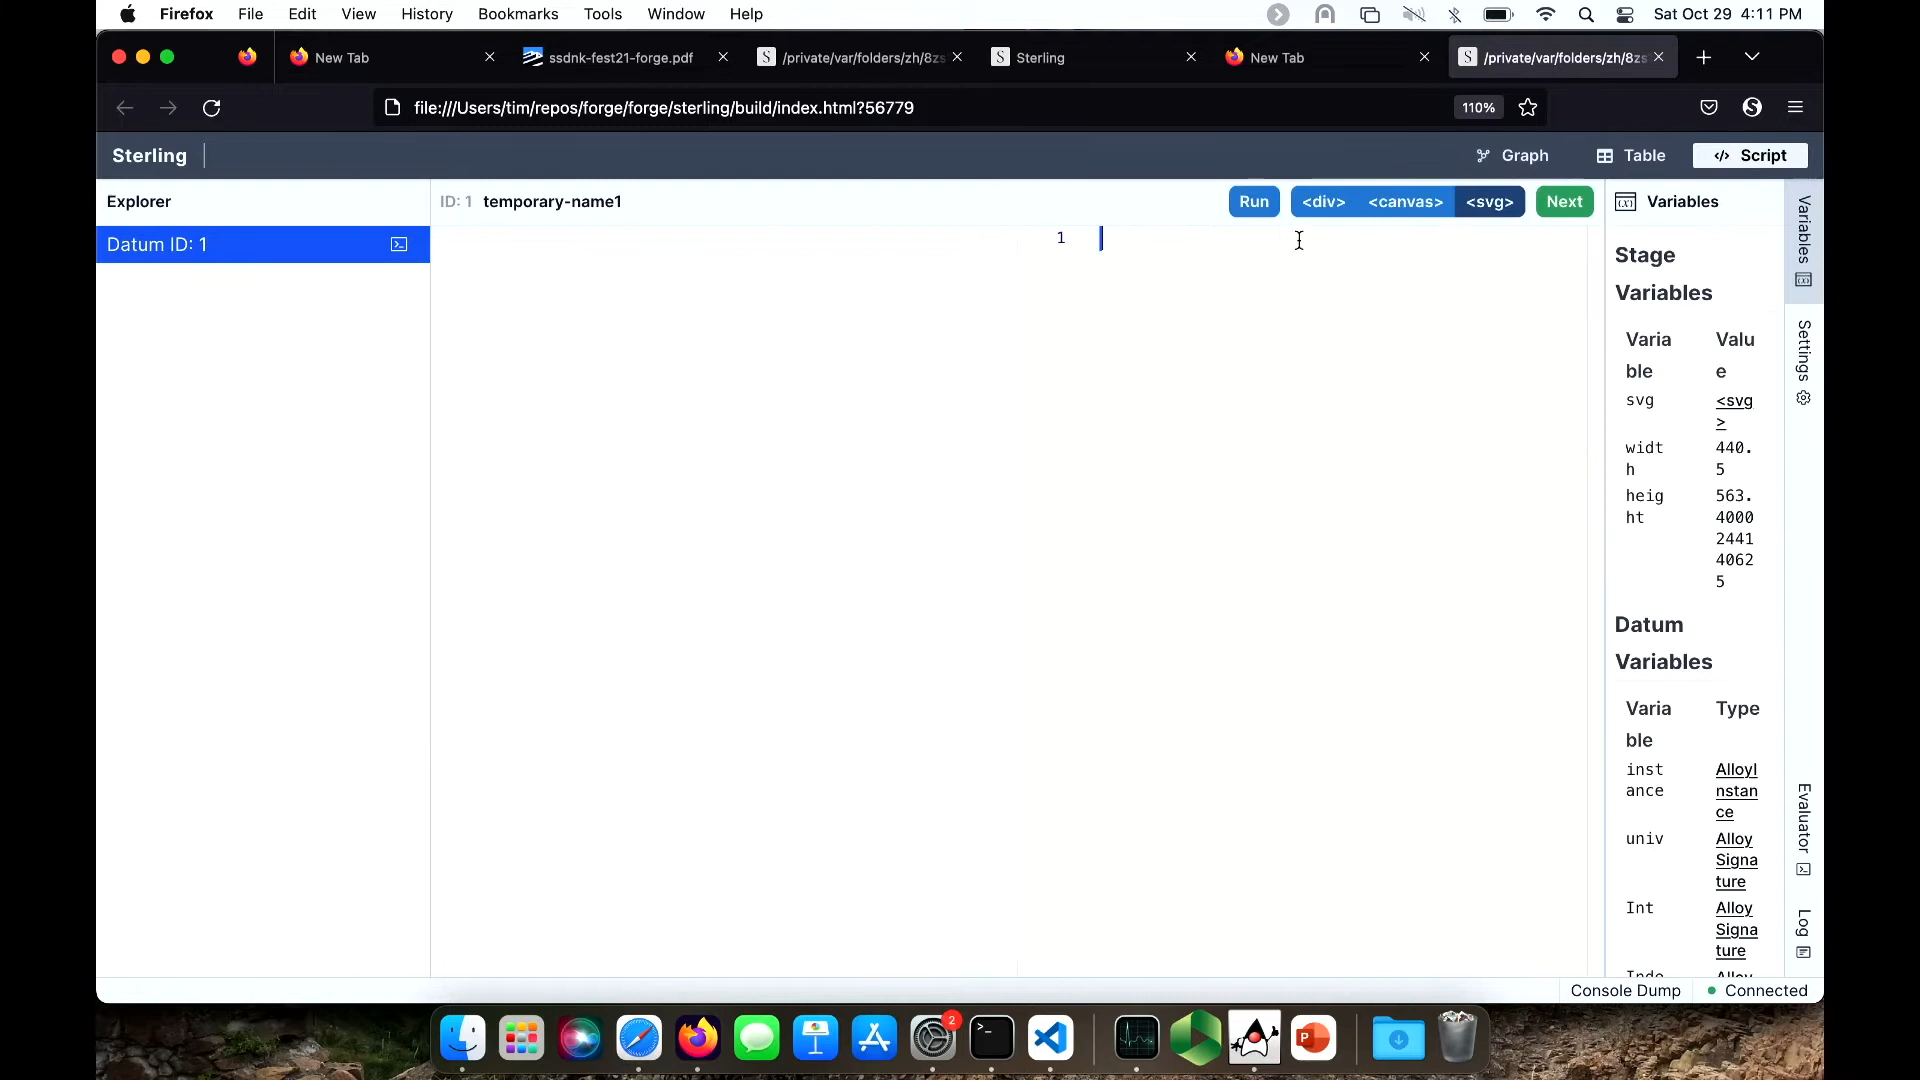 Firefox File Edit View History Bookmarks Tools Window Help Sat Oct 29 4:11 PM
New Tab ssdnk-fest21-forge.pdf /private/var/folders/zh/8zs Sterling New Tab /private/var/folders/zh/8zs
file:///Users/tim/repos/forge/forge/sterling/build/index.html?56779 110%
Sterling Graph Table </> Script
Explorer ID: 1 temporary-name1 Run <div> <canvas> <svg> Next Variables
Datum ID: 1
1
Stage
Variables
Varia Valu
ble e
svg <svg
>
widt 440.
h 5
heig 563.
ht 4000
2441
4062
5
Datum
Variables
Varia Type
ble
inst AlloyI
ance nstan
ce
univ Alloy
Signa
ture
Int Alloy
Signa
ture
Inde Alloy
Variables
Settings
Evaluator
Log
Console Dump Connected
2